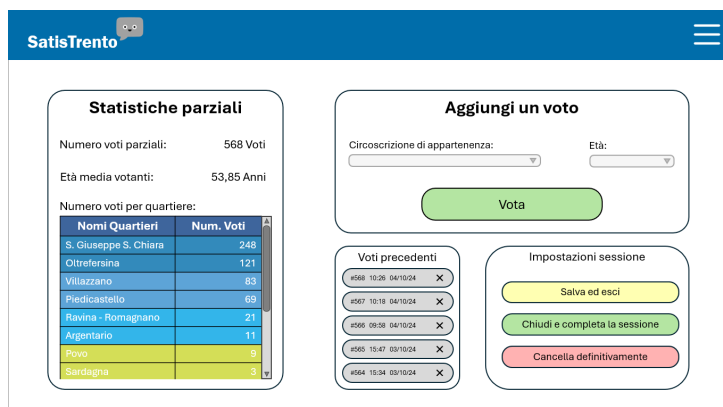 SatisTrento
Statistiche parziali
Numero voti parziali: 568 Voti
Età media votanti: 53,85 Anni
Numero voti per quartiere:
Nomi Quartieri Num. Voti
S. Giuseppe S. Chiara 248
Oltrefersina 121
Villazzano 83
Piedicastello 69
Ravina - Romagnano 21
Argentario 11
Povo 9
Sardagna 3
Aggiungi un voto
Circoscrizione di appartenenza: Età:
Vota
Voti precedenti
#568 10:26 04/10/24 X
#567 10:18 04/10/24 X
#566 09:58 04/10/24 X
#565 15:47 03/10/24 X
#564 15:34 03/10/24 X
Impostazioni sessione
Salva ed esci
Chiudi e completa la sessione
Cancella definitivamente